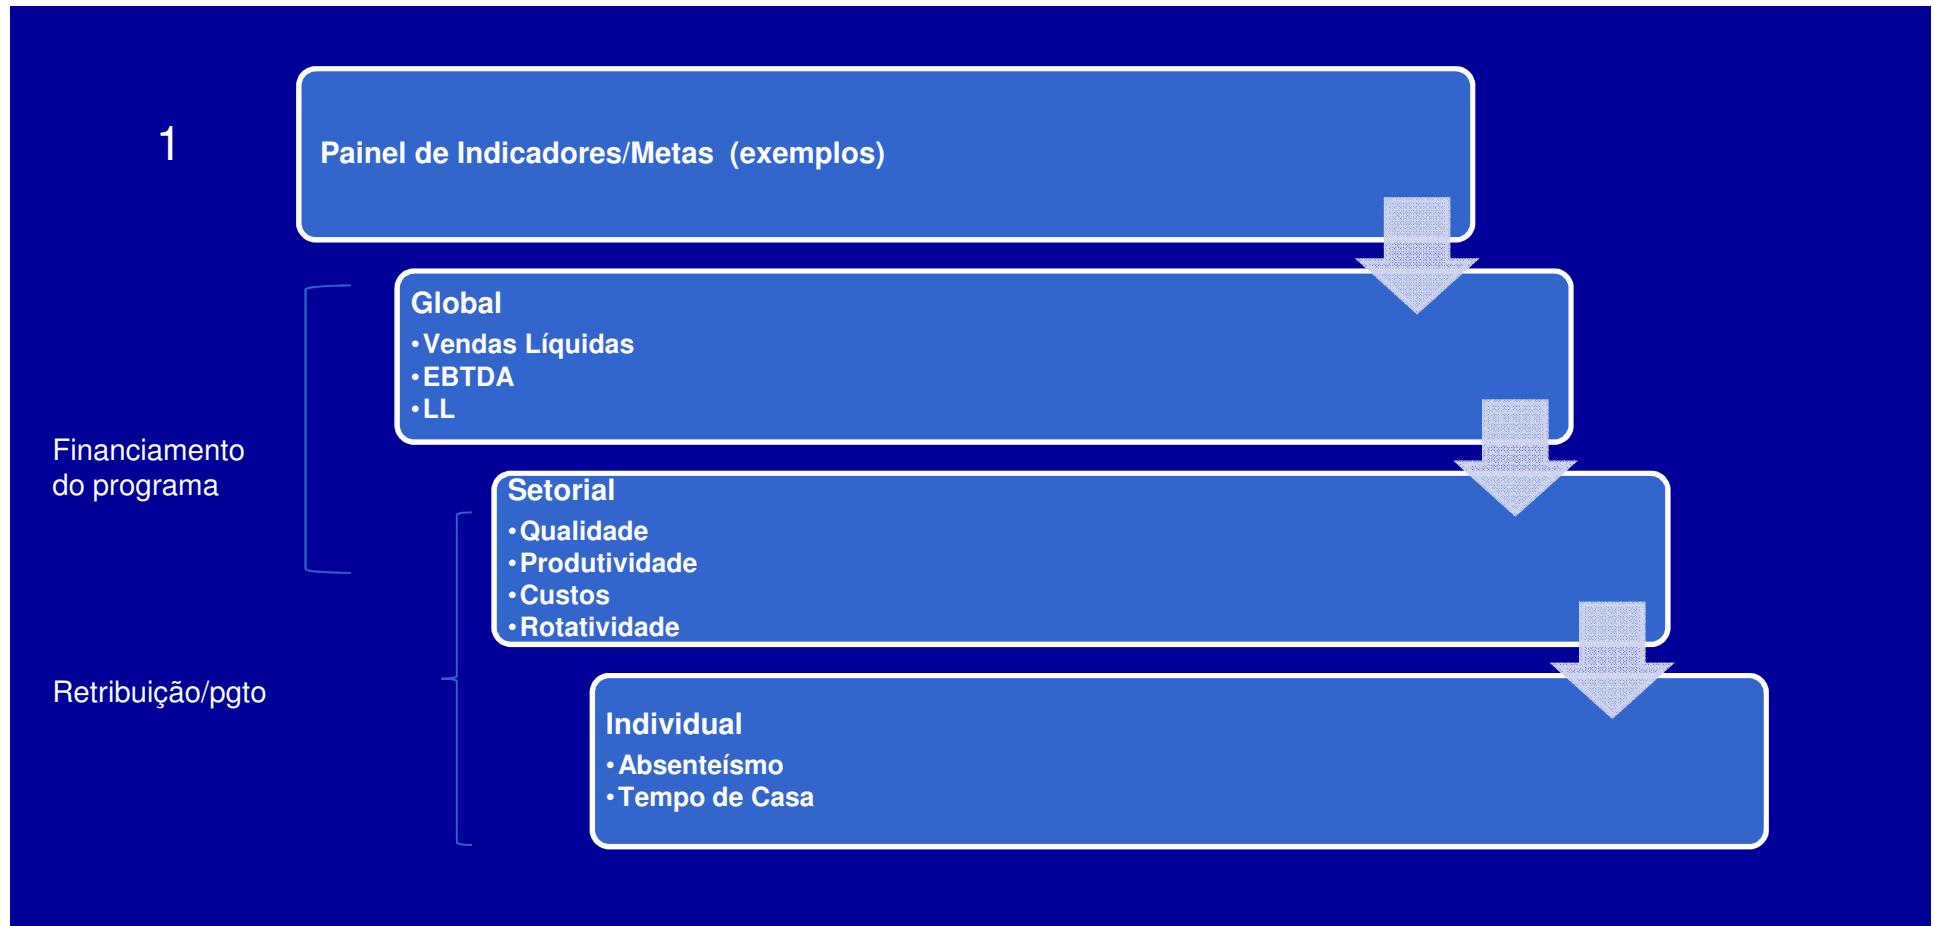 1
Painel de Indicadores/Metas (exemplos)
Global
•Vendas Líquidas
•EBTDA
•LL
Financiamento
do programa
Setorial
•Qualidade
•Produtividade
•Custos
•Rotatividade
Retribuição/pgto
Individual
•Absenteísmo
•Tempo de Casa